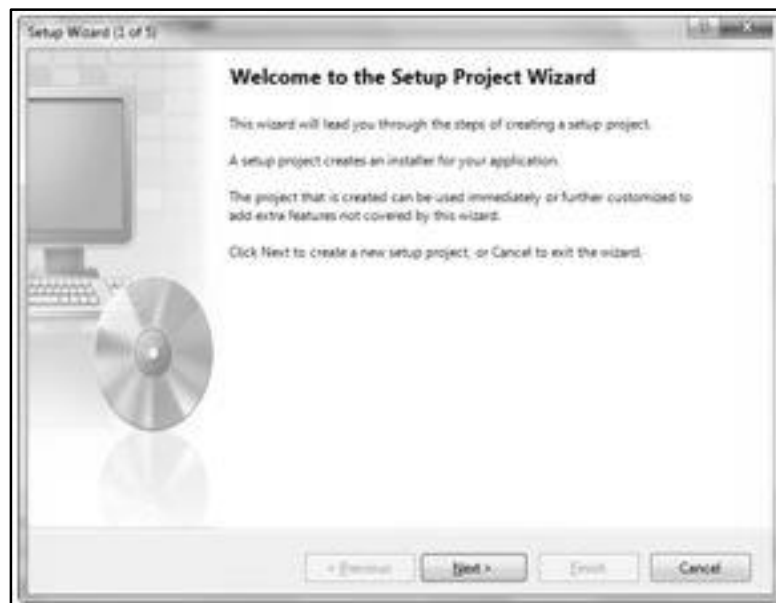 Setup Wizard (1 of 5)
Welcome to the Setup Project Wizard
This wizard will lead you through the steps of creating a setup project.
A setup project creates an installer for your application.
The project that is created can be used immediately or further customized to
add extra features not covered by this wizard.
Click Next to create a new setup project, or Cancel to exit the wizard.
< Previous
Next >
Finish
Cancel